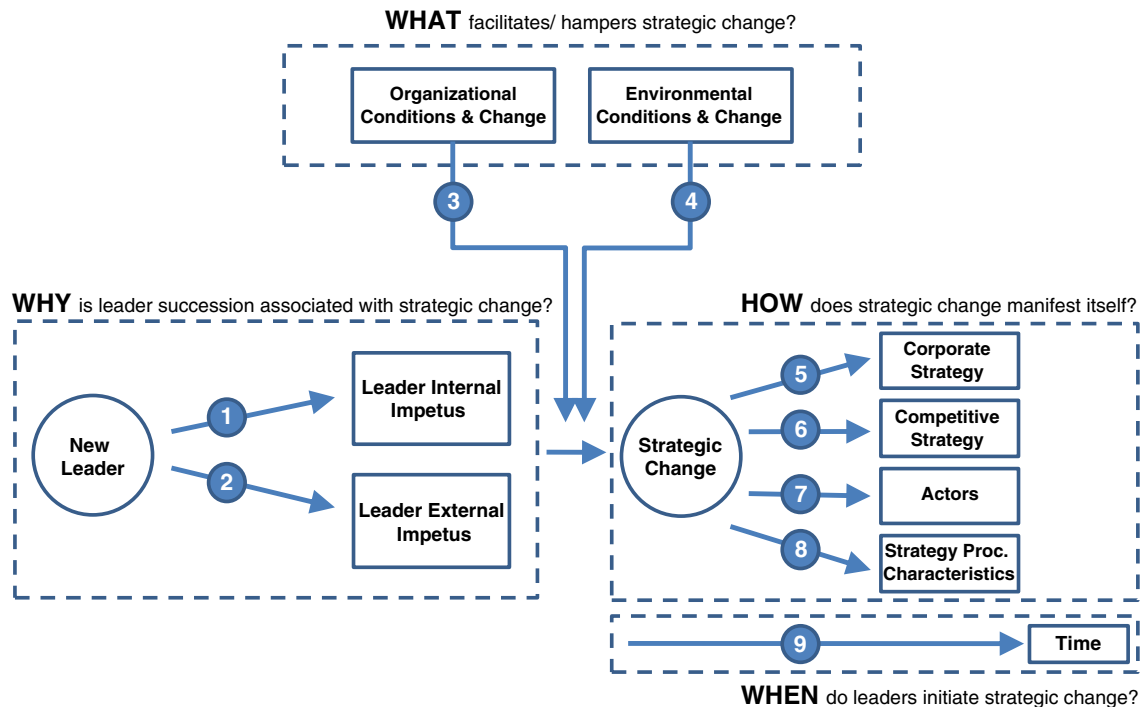 WHAT facilitates/ hampers strategic change?
Organizational
Conditions & Change
Environmental
Conditions & Change
3
4
WHY is leader succession associated with strategic change?
New
Leader
1
2
Leader Internal
Impetus
Leader External
Impetus
HOW does strategic change manifest itself?
Strategic
Change
5
Corporate
Strategy
6
Competitive
Strategy
7
Actors
8
Strategy Proc.
Characteristics
9
Time
WHEN do leaders initiate strategic change?